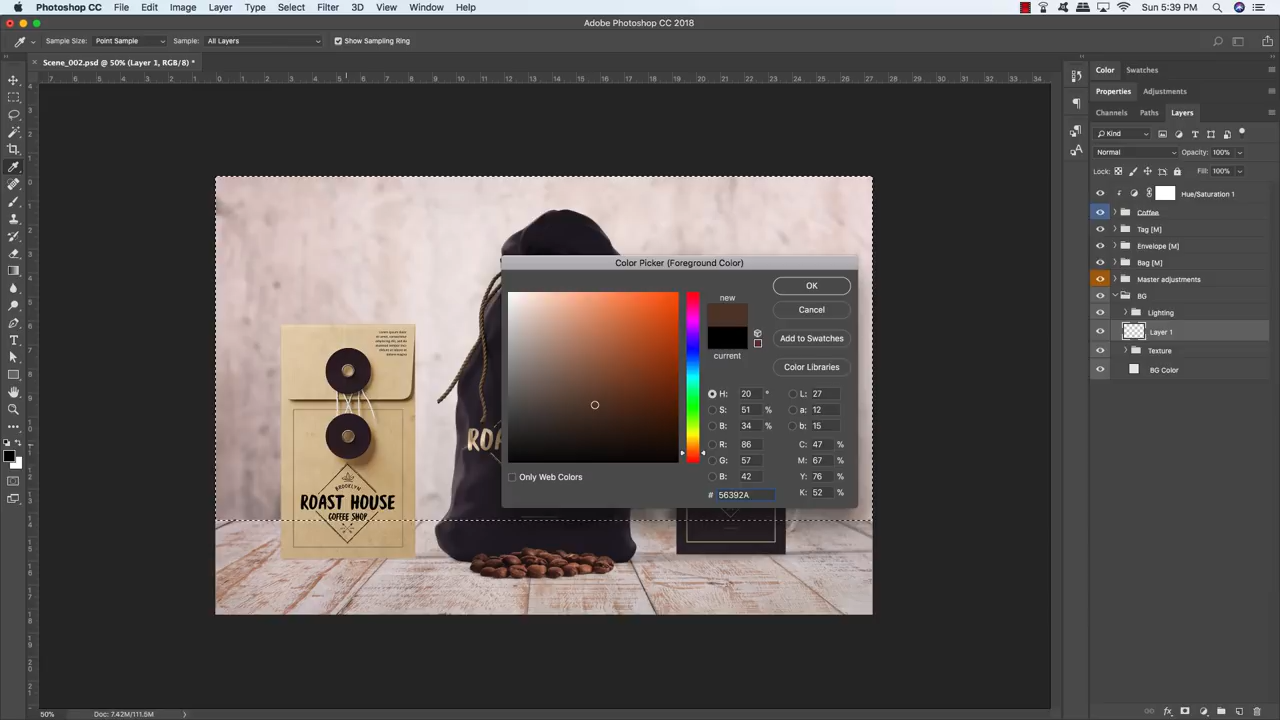 Photoshop CC File Edit Image Layer Type Select Filter 3D View Window Help Sun 5:39 PM
Adobe Photoshop CC 2018
Sample Size: Point Sample Sample: All Layers Show Sampling Ring
Scene_002.psd @ 50% (Layer 1, RGB/8) *
Color Swatches
Properties Adjustments
Channels Paths Layers
Kind
Normal Opacity: 100%
Lock: Fill: 100%
Hue/Saturation 1
Coffee
Tag [M]
Envelope [M]
Bag [M]
Master adjustments
BG
Lighting
Layer 1
Texture
BG Color
Color Picker (Foreground Color)
new
current
OK
Cancel
Add to Swatches
Color Libraries
H: 20 ° L: 27
S: 51 % a: 12
B: 34 % b: 15
R: 86 C: 47 %
G: 57 M: 67 %
B: 42 Y: 76 %
# 56392A K: 52 %
Only Web Colors
BROOKLYN
ROAST HOUSE
COFFEE SHOP
ROA
50% Doc: 7.42M/111.5M